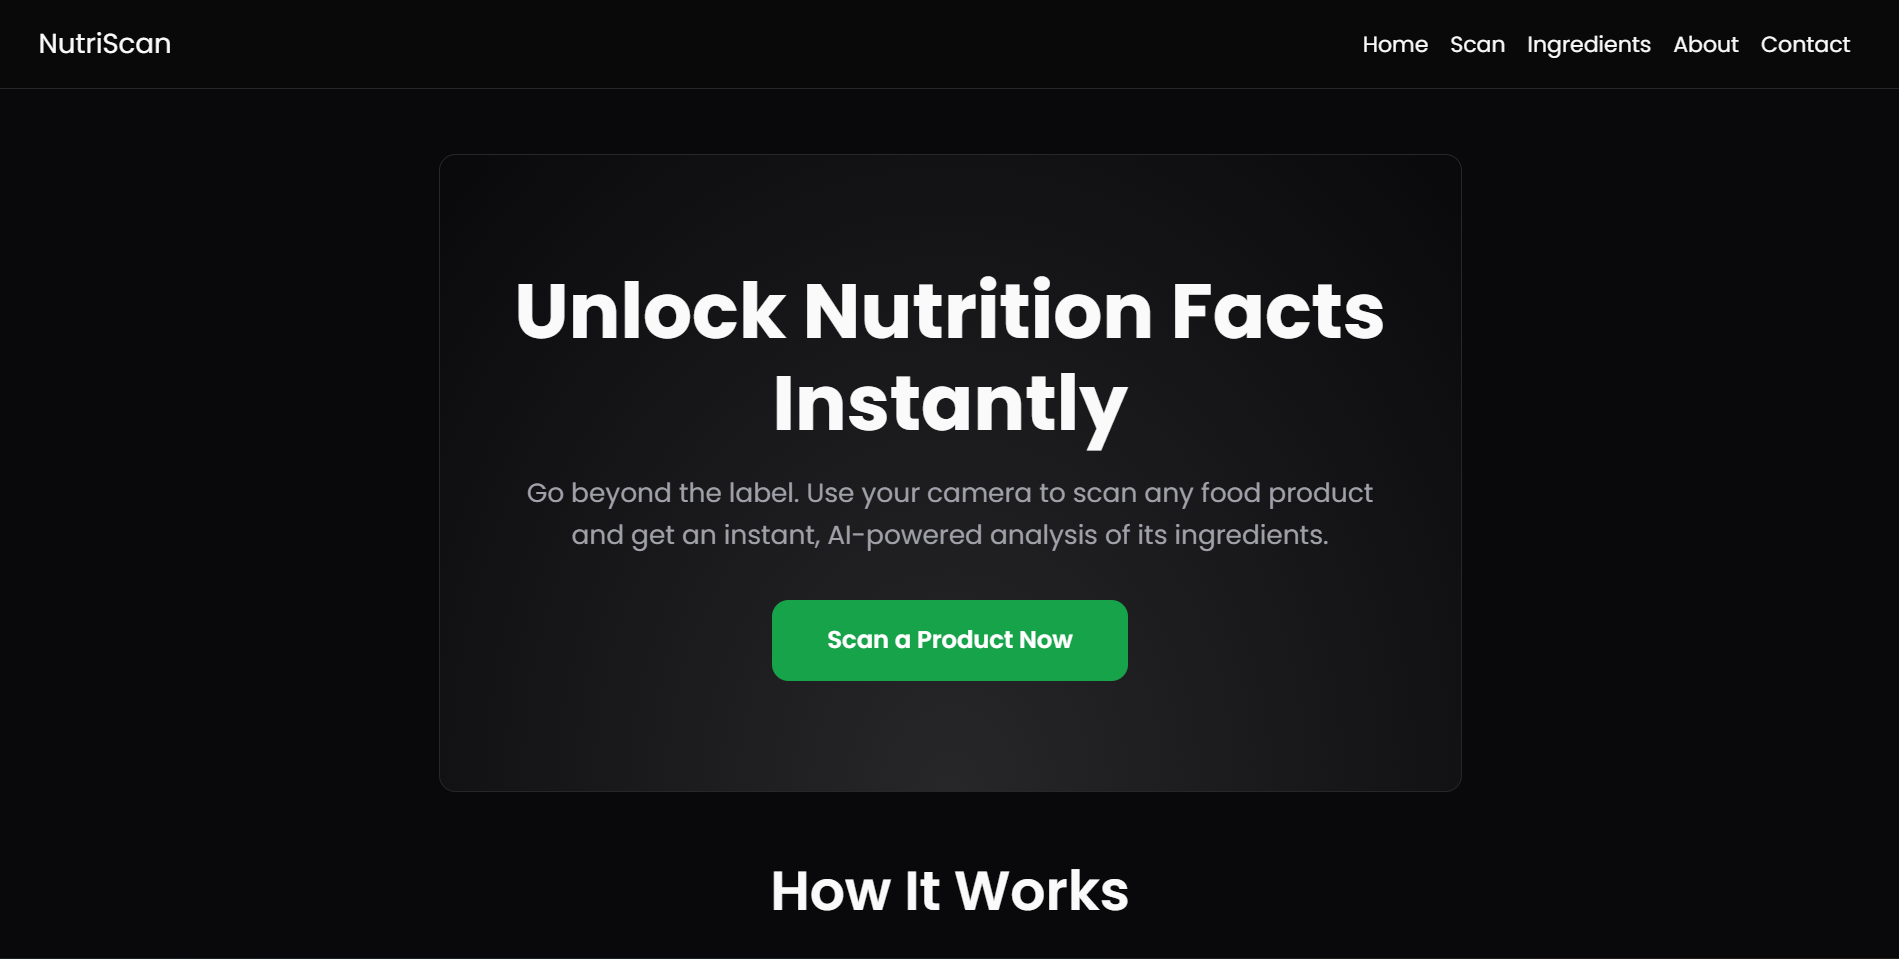 NutriScan
Home Scan Ingredients About Contact
Unlock Nutrition Facts
Instantly
Go beyond the label. Use your camera to scan any food product
and get an instant, AI-powered analysis of its ingredients.
Scan a Product Now
How It Works